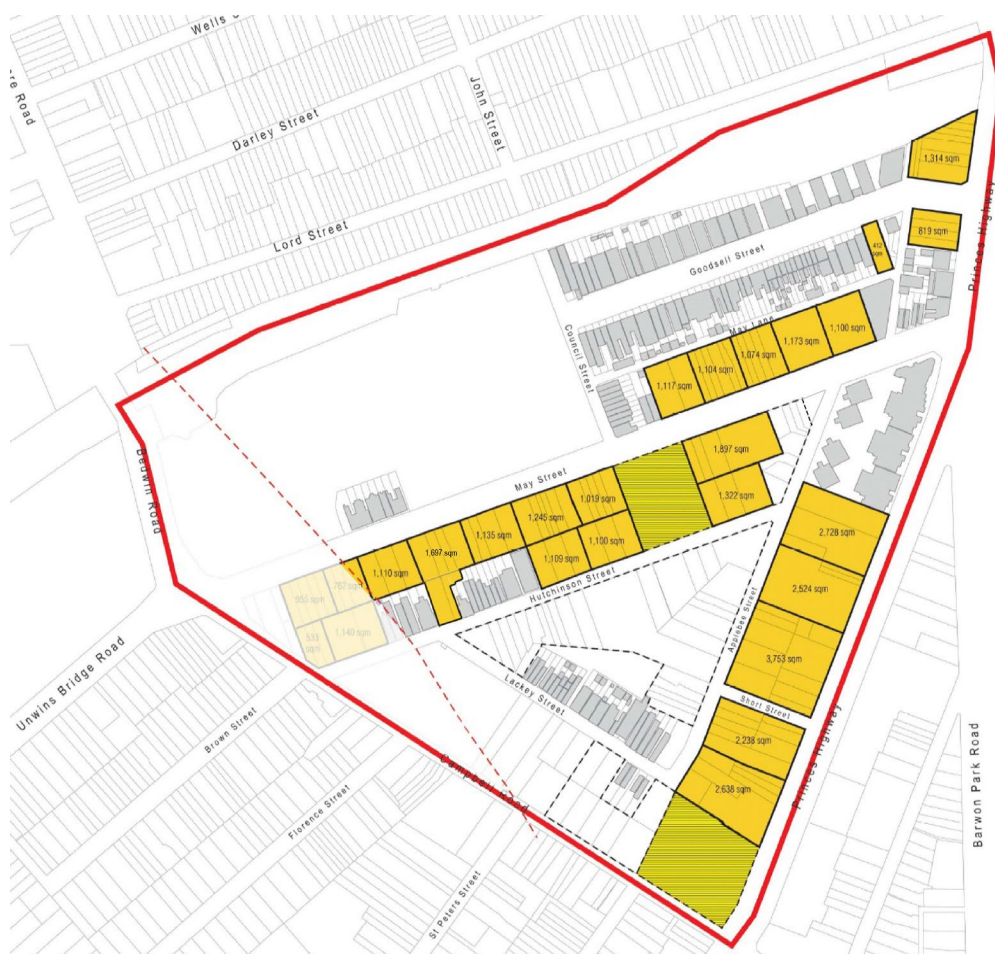 Wells
re Road
John Street
Darley Street
Lord Street
1,314 sqm
Princes Highway
819 sqm
412
sqm
Goodsell Street
May Lane
Council Street
1,100 sqm
1,173 sqm
1,074 sqm
1,104 sqm
1,117 sqm
Bedwin Road
May Street
1,897 sqm
1,322 sqm
1,019 sqm
1,245 sqm
1,135 sqm
1,697 sqm
1,110 sqm
1,100 sqm
1,109 sqm
762 sqm
1,140 sqm
533
sqm
Hutchinson Street
2,728 sqm
2,524 sqm
Applebee Street
3,753 sqm
Lackey Street
Short Street
2,238 sqm
2,638 sqm
Unwins Bridge Road
Brown Street
Florence Street
Campbell Road
St Peters Street
Princes Highway
Barwon Park Road